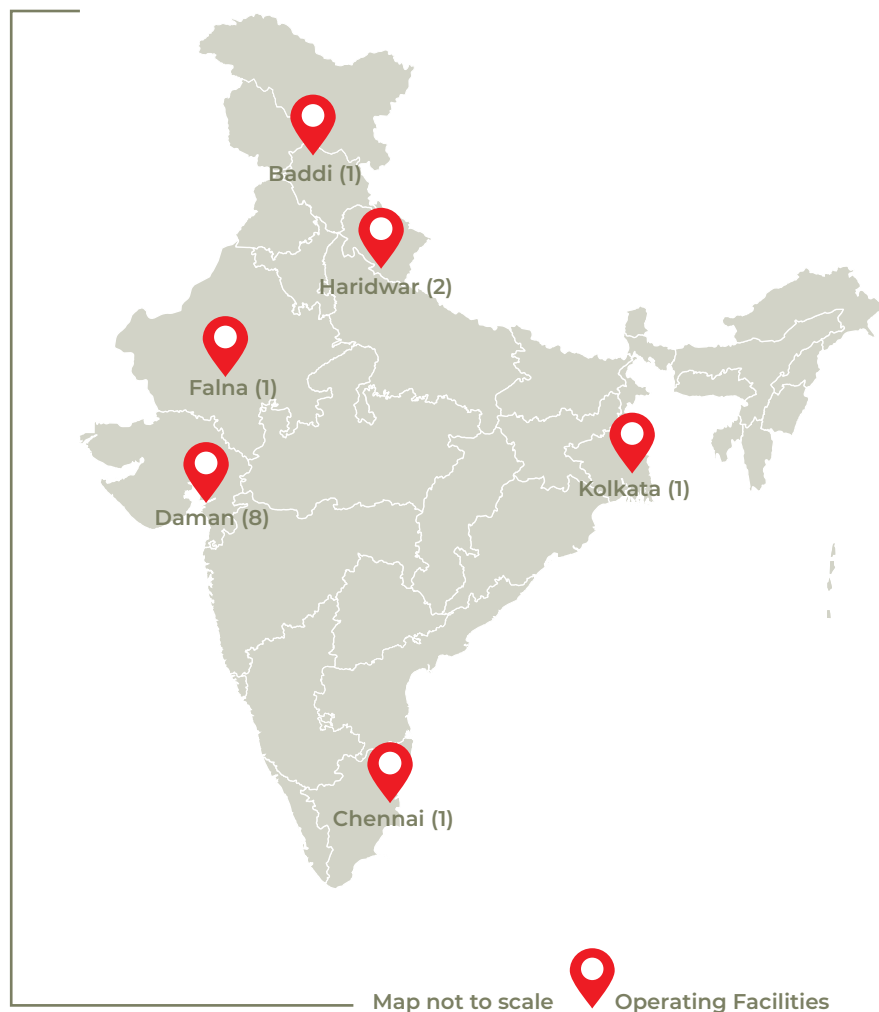 Baddi (1)
Haridwar (2)
Falna (1)
Kolkata (1)
Daman (8)
Chennai (1)
Map not to scale
Operating Facilities